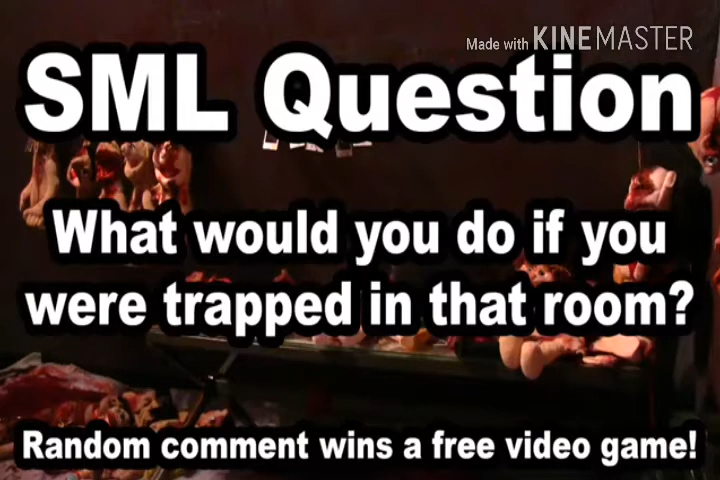 Made with KINEMASTER
SML Question
What would you do if you
were trapped in that room?
Random comment wins a free video game!